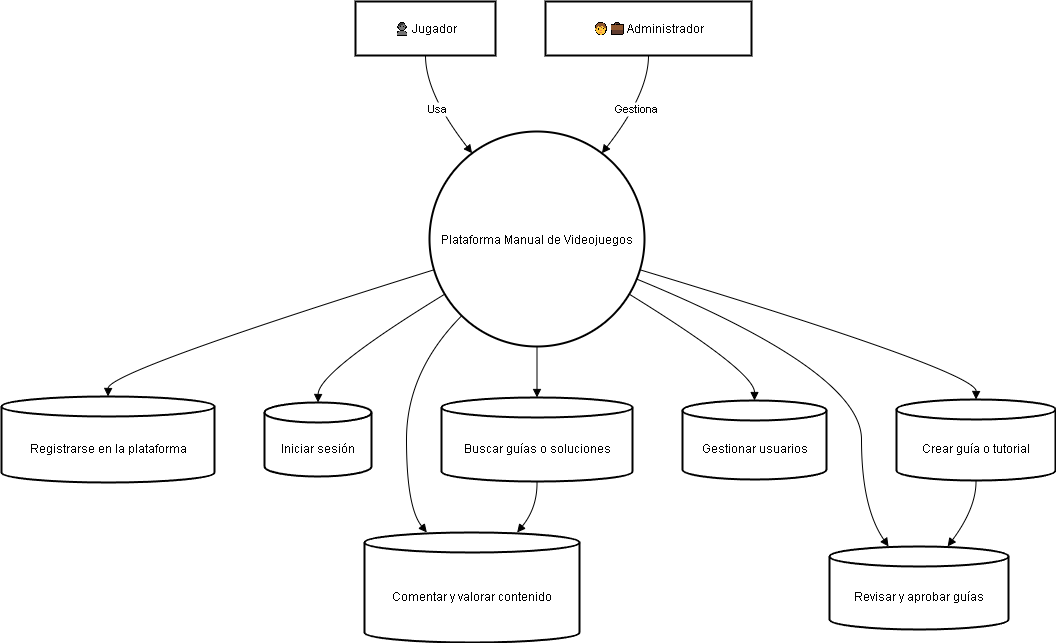 Jugador
Administrador
Usa
Gestiona
Plataforma Manual de Videojuegos
Registrarse en la plataforma
Iniciar sesión
Buscar guías o soluciones
Gestionar usuarios
Crear guía o tutorial
Comentar y valorar contenido
Revisar y aprobar guías